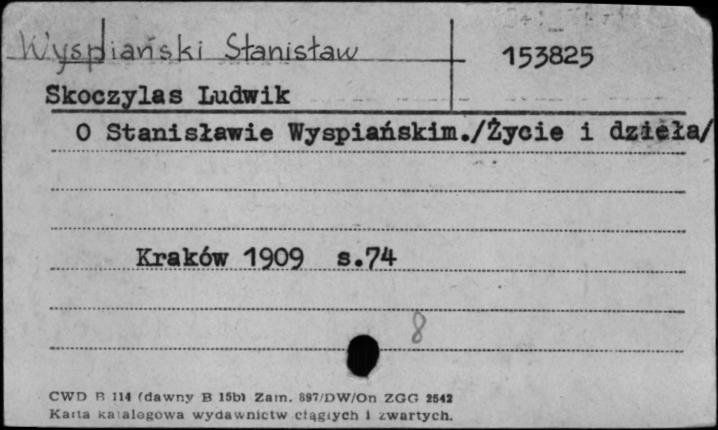 Wyspiański Stanisław
153825
Skoczylas Ludwik
O Stanisławie Wyspiańskim./Życie i dzieła/
Kraków 1909 s.74
8
CWD B 114 (dawny B 15b) Zam. 897/DW/On ZGG 2542
Karta katalogowa wydawnictw ciągłych i zwartych.